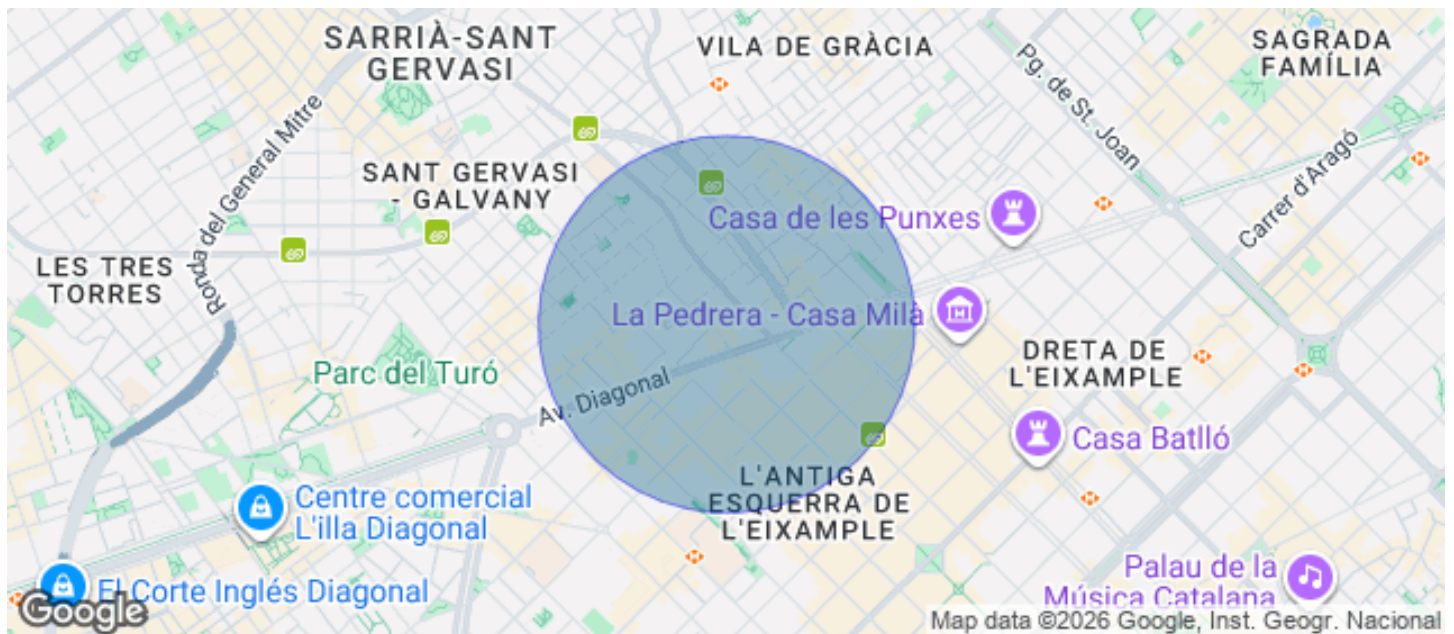 SARRIÀ-SANT
GERVASI
VILA DE GRÀCIA
SAGRADA
FAMÍLIA
Pg. de St. Joan
Ronda del General Mitre
Carrer d'Aragó
SANT GERVASI
- GALVANY
Casa de les Punxes
LES TRES
TORRES
La Pedrera - Casa Milà
DRETA DE
L'EIXAMPLE
Parc del Turó
Av. Diagonal
Casa Batlló
L'ANTIGA
ESQUERRA DE
L'EIXAMPLE
Centre comercial
L'illa Diagonal
Palau de la
Música Catalana
El Corte Inglés Diagonal
Google
Map data ©2026 Google, Inst. Geogr. Nacional